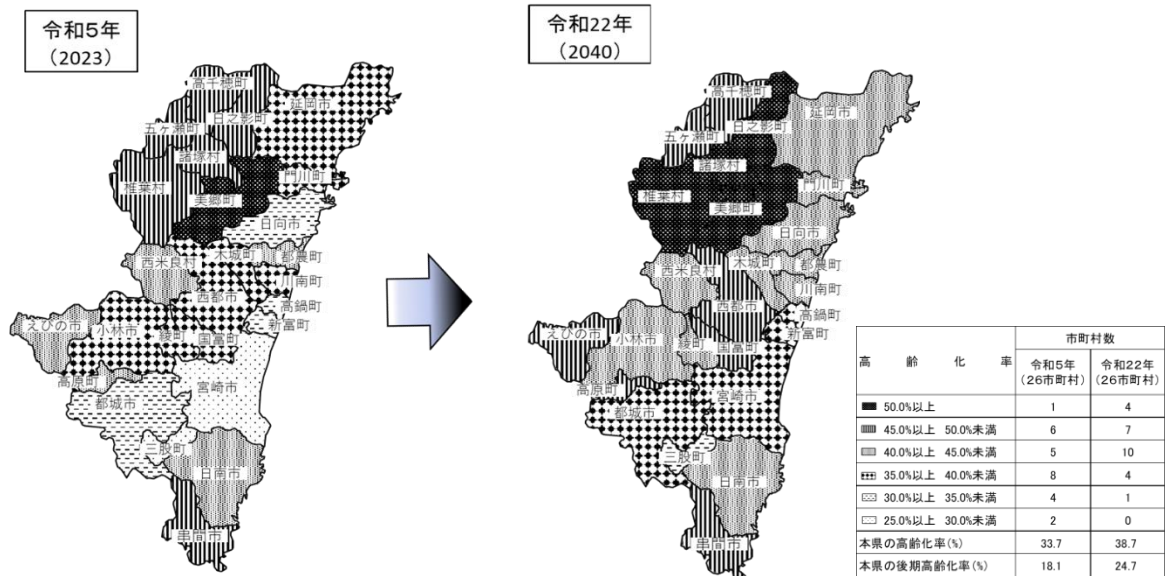 令和5年
(2023)
高千穂町
延岡市
日之影町
五ヶ瀬町
諸塚村
椎葉村
門川町
美郷町
日向市
木城町
都農町
西米良村
川南町
西都市
高鍋町
新富町
えびの市
小林市
綾町
国富町
高原町
宮崎市
都城市
三股町
日南市
串間市
令和22年
(2040)
高千穂町
日之影町
延岡市
五ヶ瀬町
諸塚村
門川町
椎葉村
美郷町
日向市
木城町
都農町
西米良村
川南町
西都市
高鍋町
新富町
えびの市
小林市
綾町
国富町
高原町
宮崎市
都城市
三股町
日南市
串間市
高齢化率 市町村数
令和5年 令和22年
(26市町村) (26市町村)
50.0%以上 1 4
45.0%以上 50.0%未満 6 7
40.0%以上 45.0%未満 5 10
35.0%以上 40.0%未満 8 4
30.0%以上 35.0%未満 4 1
25.0%以上 30.0%未満 2 0
本県の高齢化率(%) 33.7 38.7
本県の後期高齢化率(%) 18.1 24.7